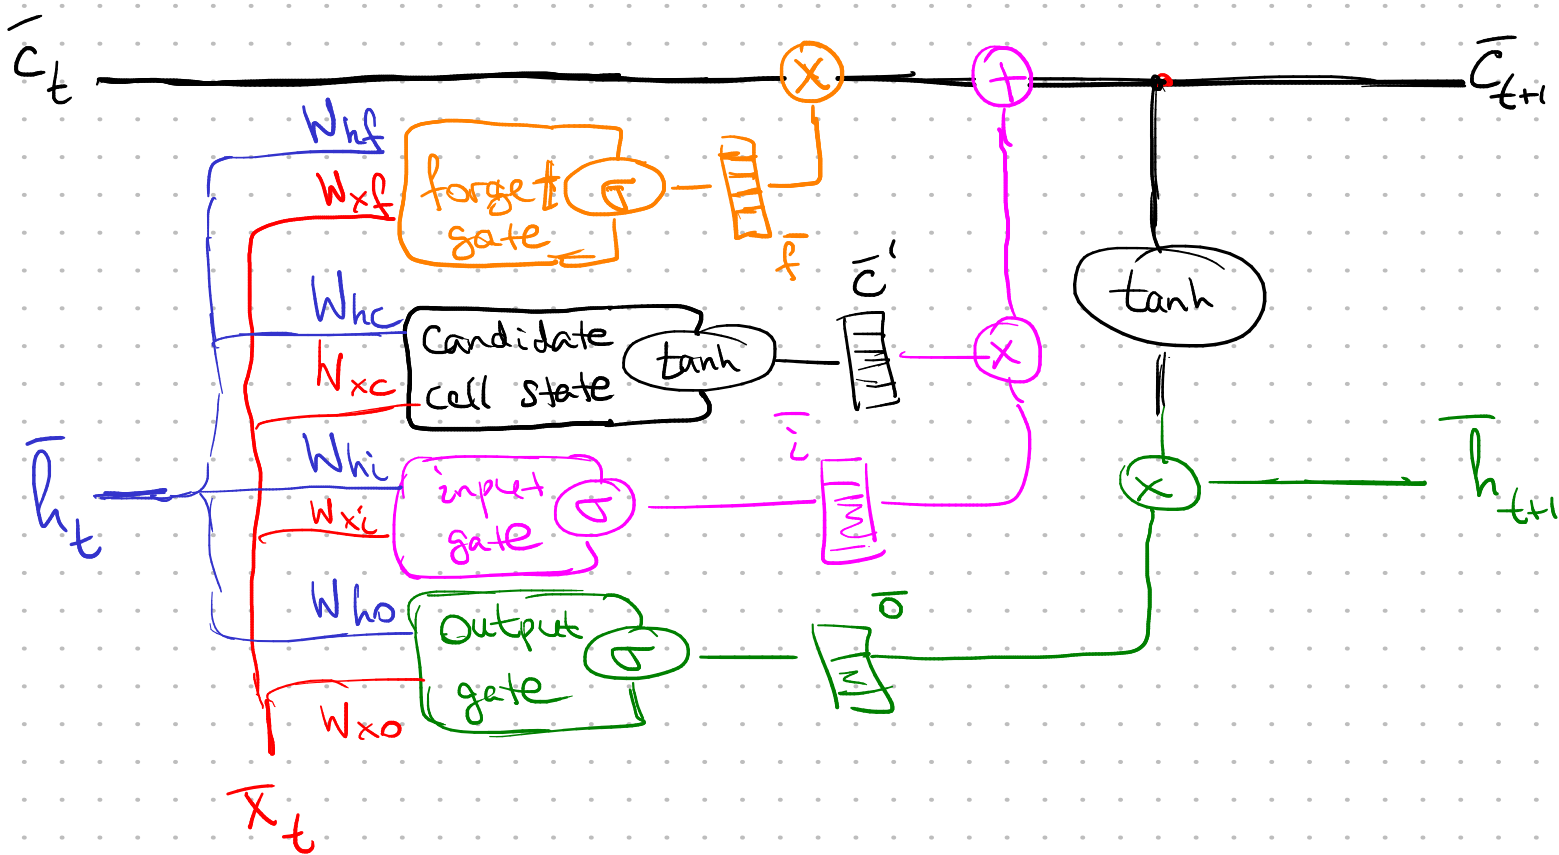 c̄ₜ
×
+
c̄ₜ₊₁
Whf
Wxf
forget
gate
σ
f̄
Whc
Wxc
candidate
cell state
tanh
c̄'
×
tanh
h̄ₜ
Whi
Wxi
input
gate
σ
ī
×
h̄ₜ₊₁
Who
Wxo
output
gate
σ
ō
x̄ₜ